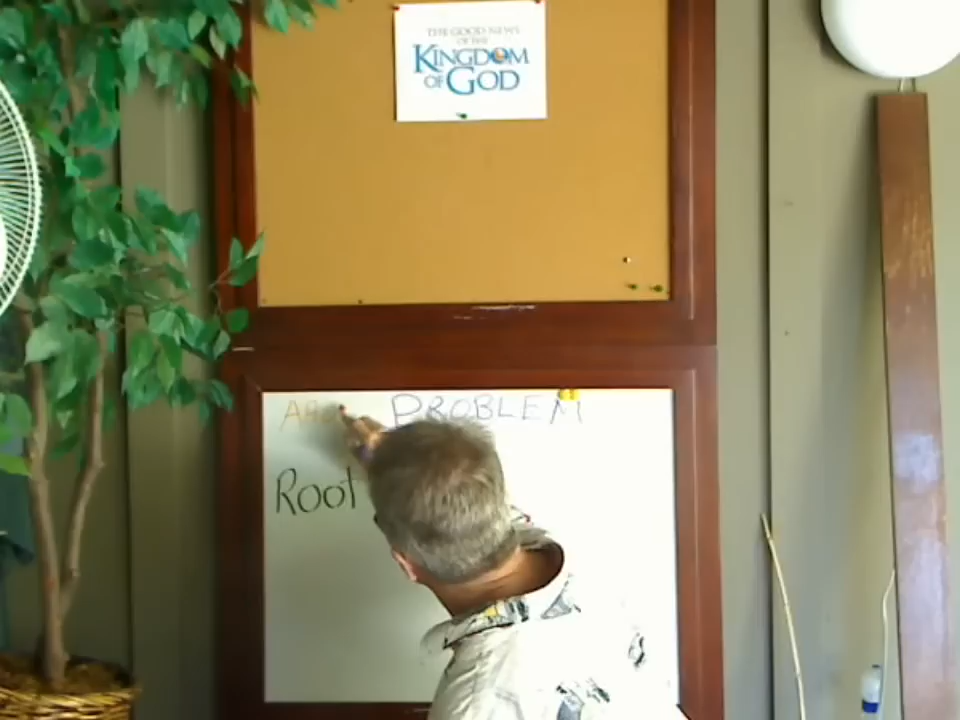 THE GOOD NEWS
OF THE
KINGDOM
OF GOD
PROBLEM
Root